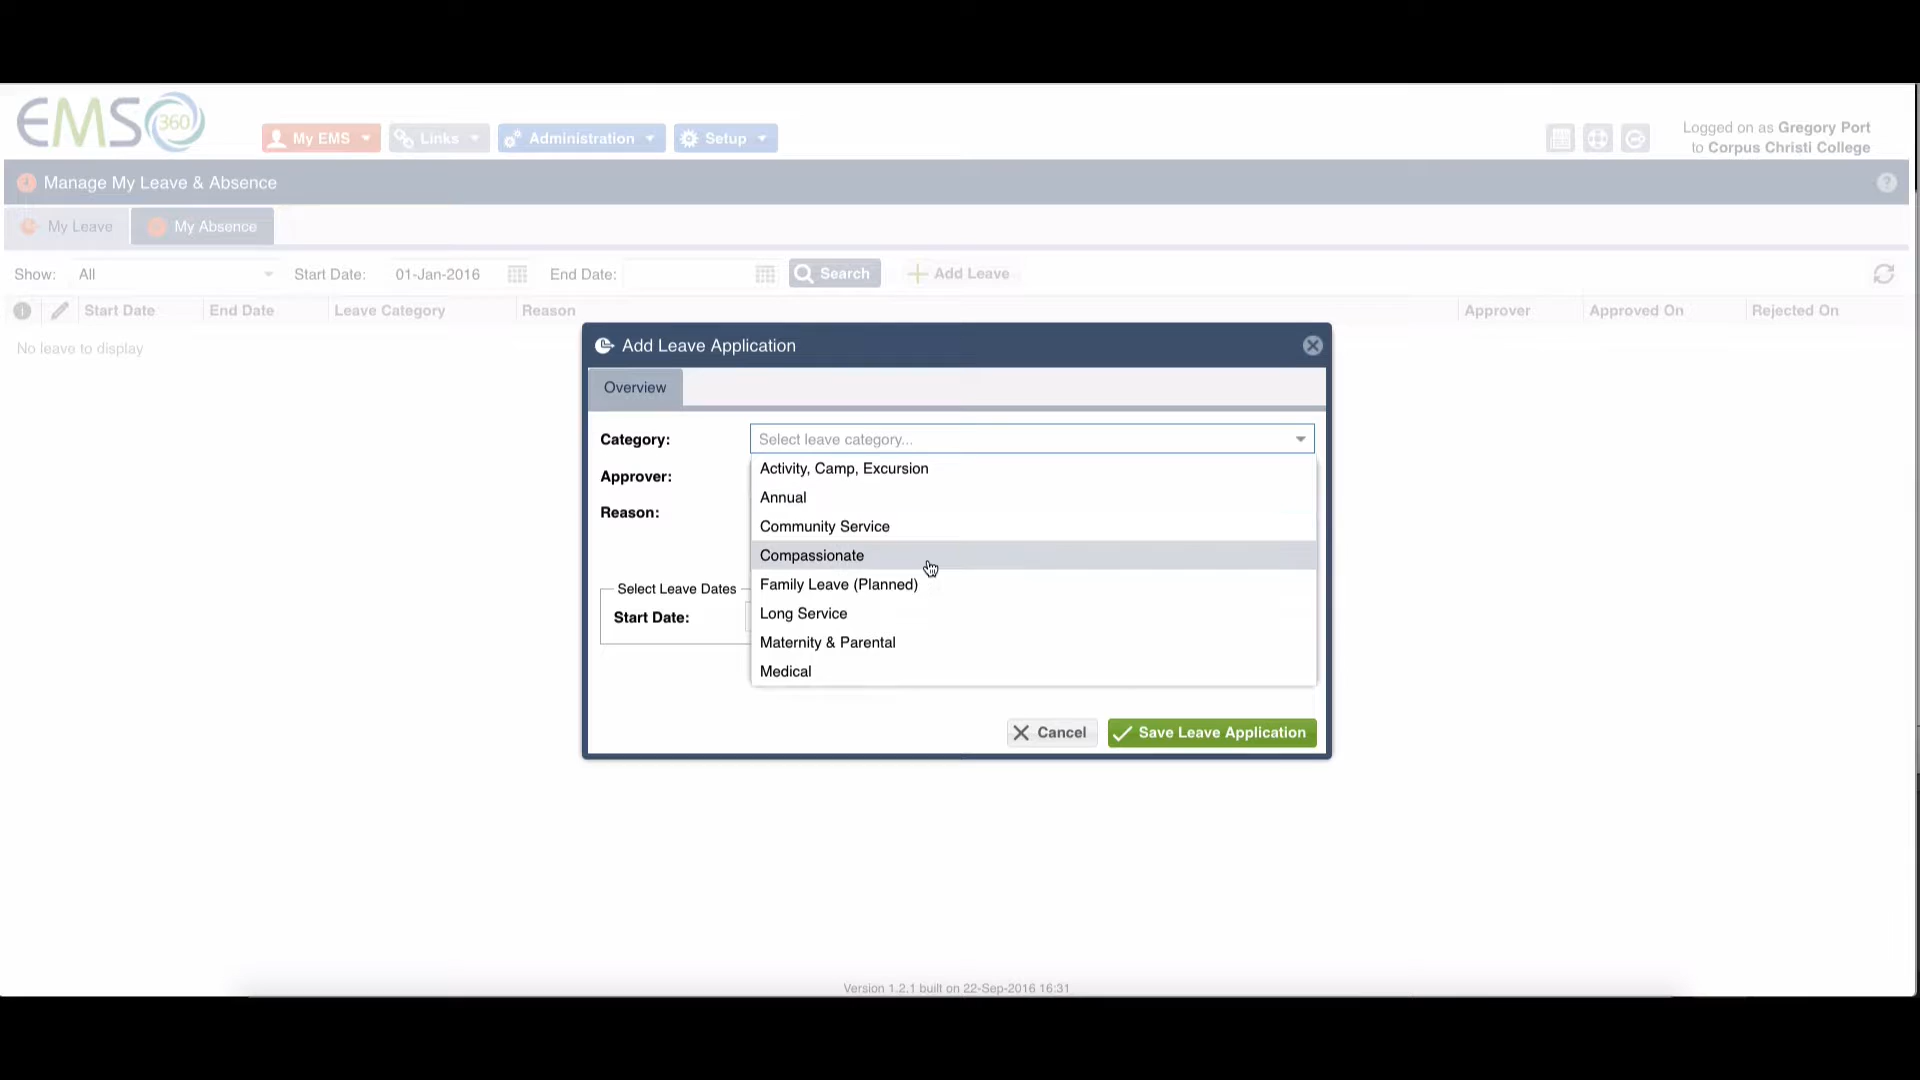 EMS 360
My EMS
Links
Administration
Setup
Logged on as Gregory Port
to Corpus Christi College
Manage My Leave & Absence
?
My Leave
My Absence
Show: All
Start Date: 01-Jan-2016
End Date:
Search
Add Leave
Start Date
End Date
Leave Category
Reason
Approver
Approved On
Rejected On
No leave to display
Add Leave Application
Overview
Category: Select leave category...
Activity, Camp, Excursion
Approver:
Annual
Reason:
Community Service
Compassionate
Family Leave (Planned)
Select Leave Dates
Long Service
Start Date:
Maternity & Parental
Medical
Cancel
Save Leave Application
Version 1.2.1 built on 22-Sep-2016 16:31